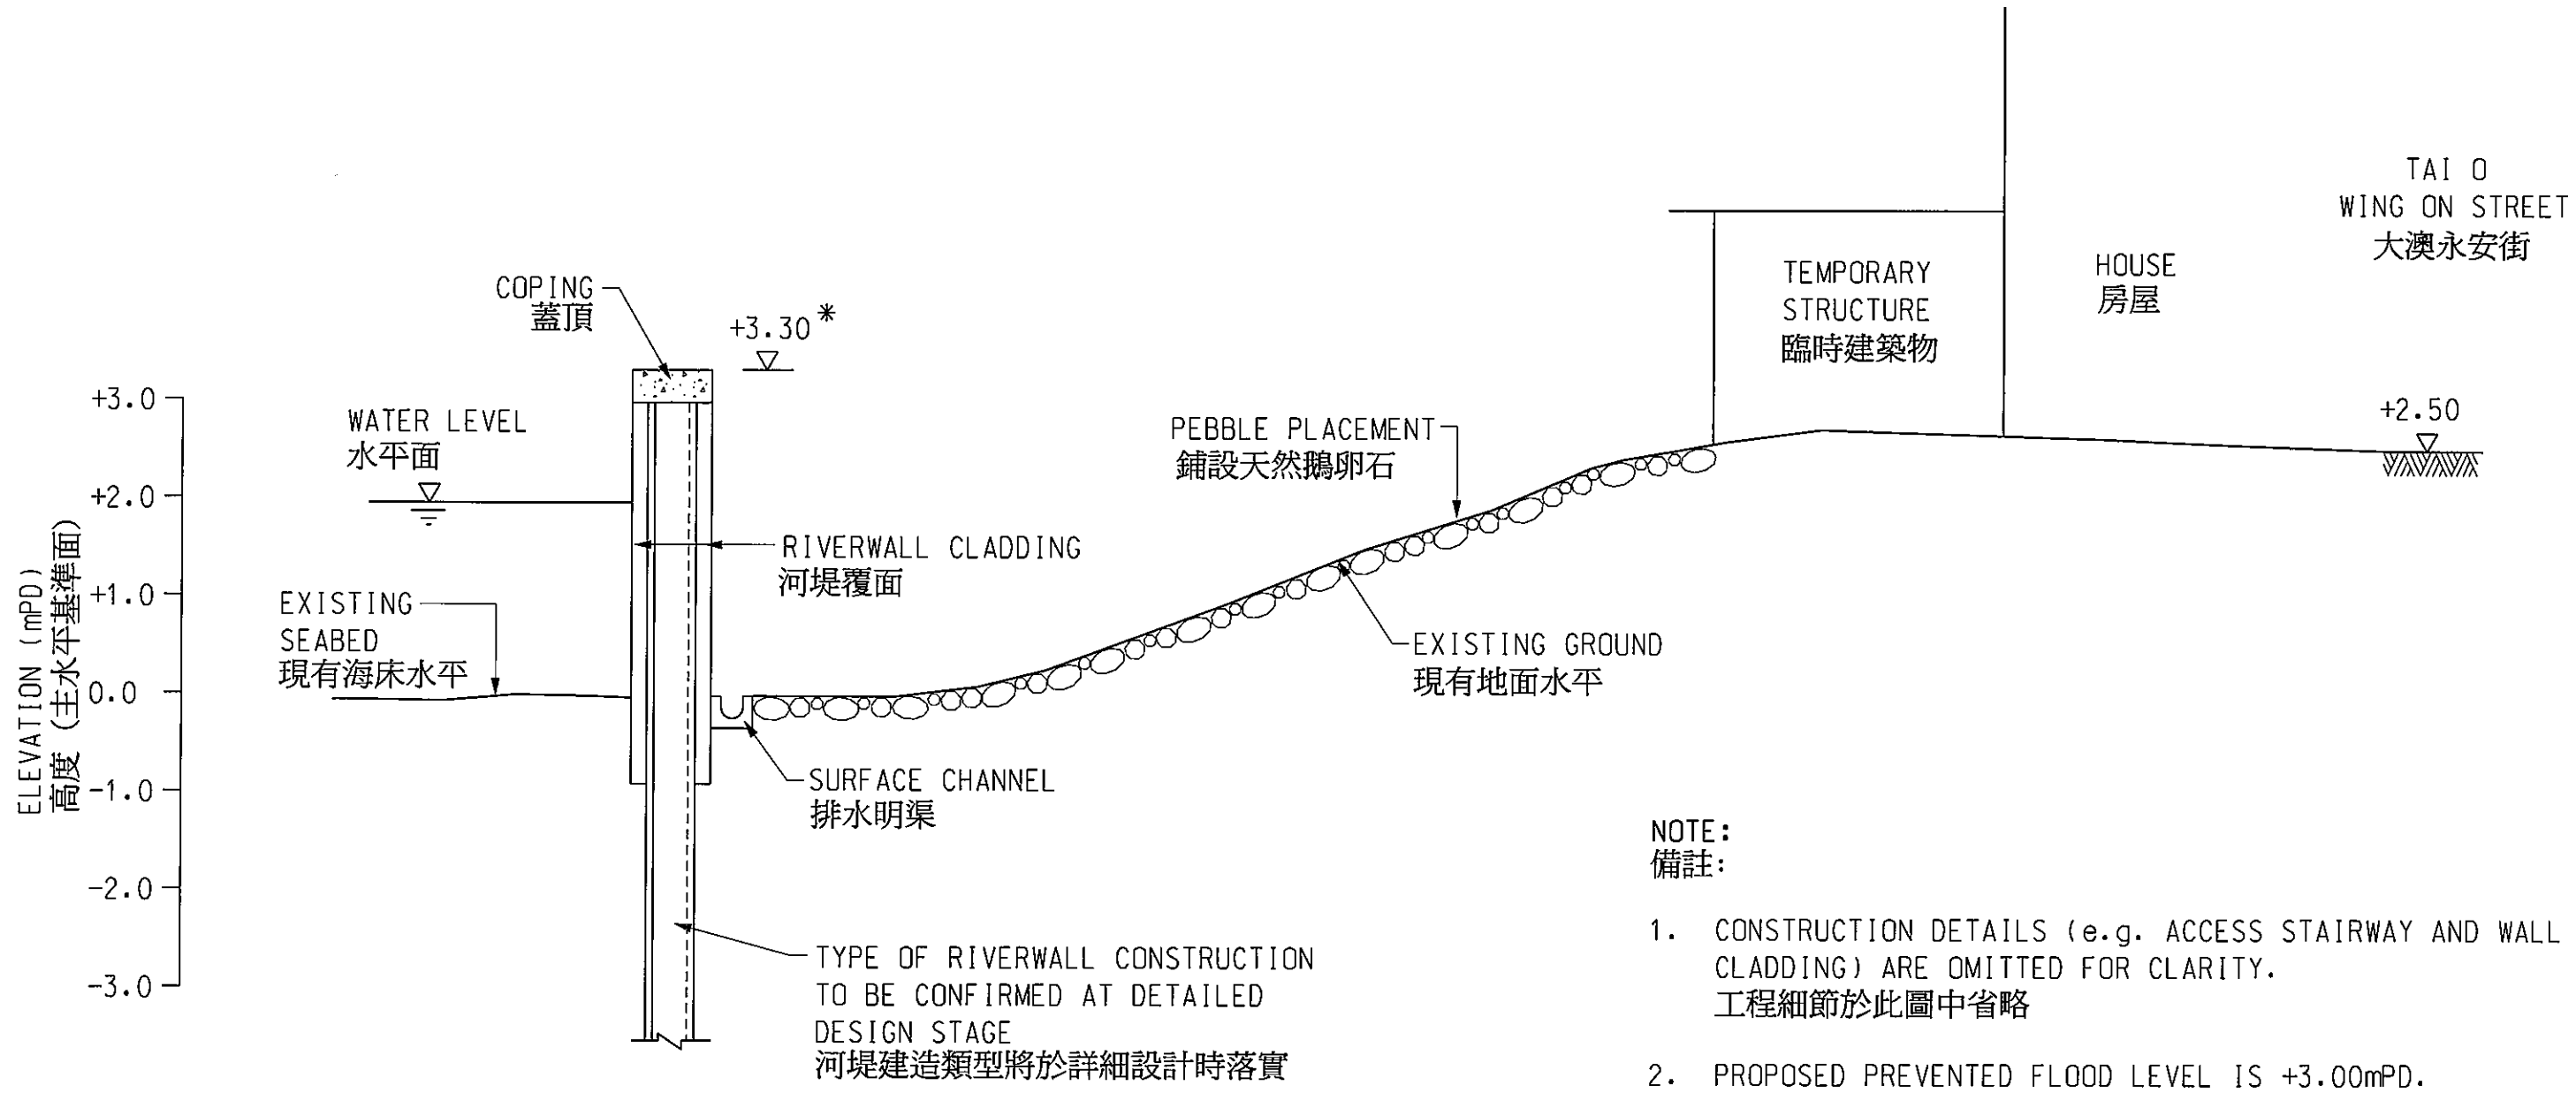 TAI O
WING ON STREET
大澳永安街
HOUSE
房屋
TEMPORARY
STRUCTURE
臨時建築物
COPING
蓋頂
+3.30*
+3.0
+2.0
+1.0
0.0
-1.0
-2.0
-3.0
ELEVATION (mPD)
高度 (主水平基準面)
WATER LEVEL
水平面
PEBBLE PLACEMENT
鋪設天然鵝卵石
+2.50
RIVERWALL CLADDING
河堤覆面
EXISTING
SEABED
現有海床水平
EXISTING GROUND
現有地面水平
SURFACE CHANNEL
排水明渠
TYPE OF RIVERWALL CONSTRUCTION
TO BE CONFIRMED AT DETAILED
DESIGN STAGE
河堤建造類型將於詳細設計時落實
NOTE:
備註:
1. CONSTRUCTION DETAILS (e.g. ACCESS STAIRWAY AND WALL
CLADDING) ARE OMITTED FOR CLARITY.
工程細節於此圖中省略
2. PROPOSED PREVENTED FLOOD LEVEL IS +3.00mPD.